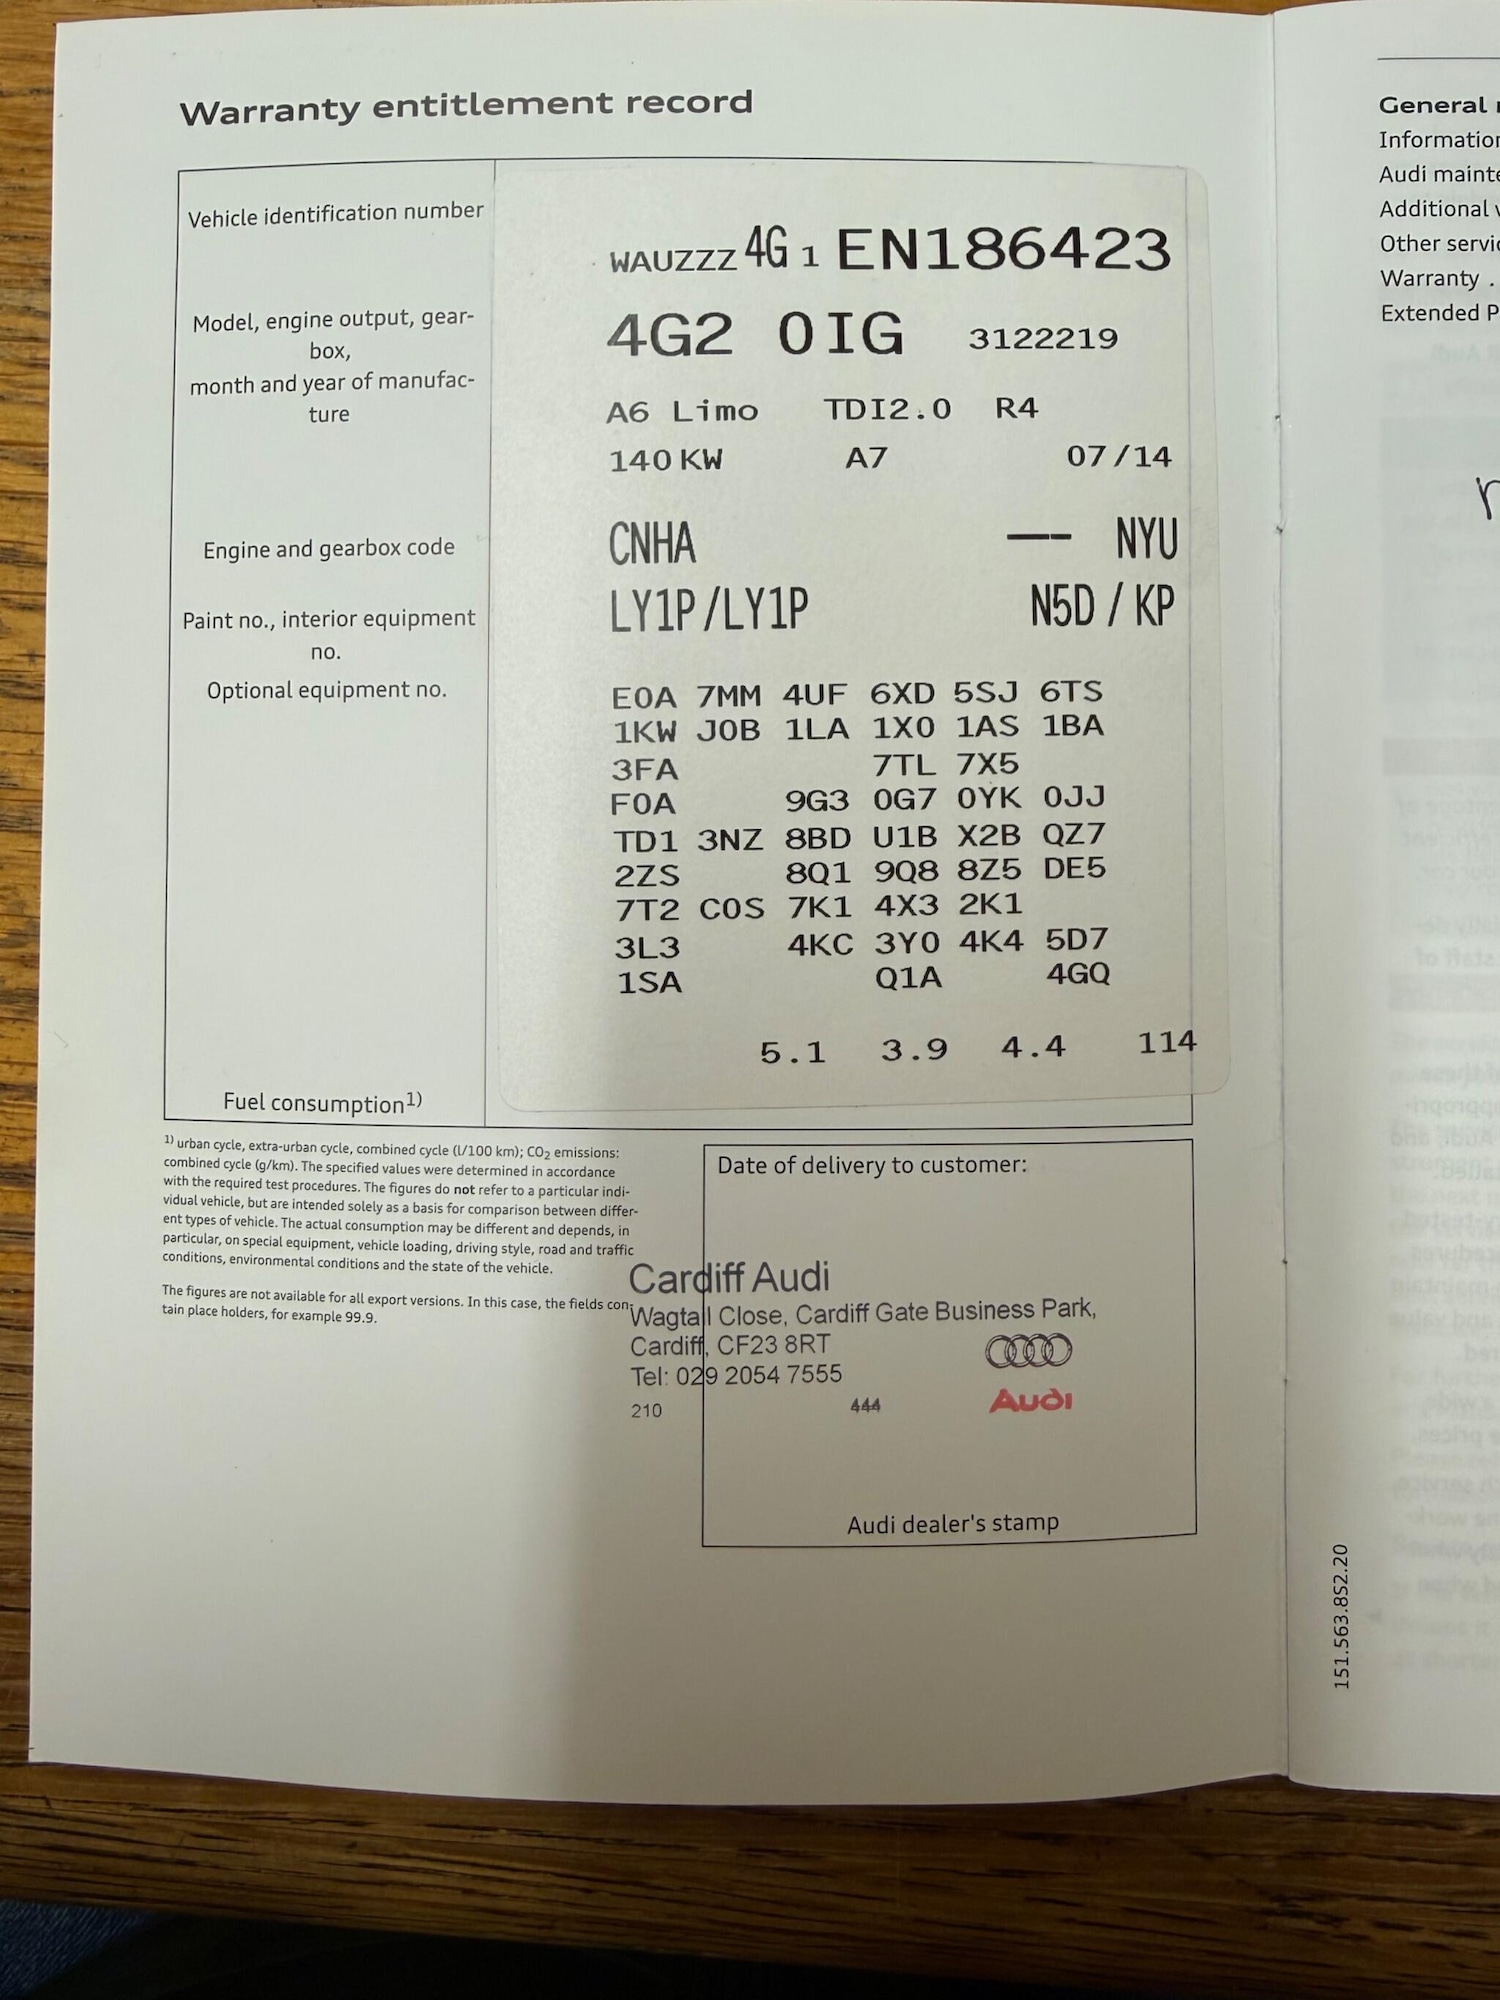 Warranty entitlement record
Vehicle identification number
WAUZZZ 4G 1 EN186423
Model, engine output, gear-
box,
month and year of manufac-
ture
4G2 0IG 3122219
A6 Limo TDI2.0 R4
140 KW A7 07/14
Engine and gearbox code
CNHA –– NYU
Paint no., interior equipment
no.
LY1P/LY1P N5D / KP
Optional equipment no.
E0A 7MM 4UF 6XD 5SJ 6TS
1KW J0B 1LA 1X0 1AS 1BA
3FA 7TL 7X5
F0A 9G3 0G7 0YK 0JJ
TD1 3NZ 8BD U1B X2B QZ7
2ZS 8Q1 9Q8 8Z5 DE5
7T2 C0S 7K1 4X3 2K1
3L3 4KC 3Y0 4K4 5D7
1SA Q1A 4GQ
Fuel consumption1)
5.1 3.9 4.4 114
1) urban cycle, extra-urban cycle, combined cycle (l/100 km); CO2 emissions:
combined cycle (g/km). The specified values were determined in accordance
with the required test procedures. The figures do not refer to a particular indi-
vidual vehicle, but are intended solely as a basis for comparison between differ-
ent types of vehicle. The actual consumption may be different and depends, in
particular, on special equipment, vehicle loading, driving style, road and traffic
conditions, environmental conditions and the state of the vehicle.
The figures are not available for all export versions. In this case, the fields con-
tain place holders, for example 99.9.
Date of delivery to customer:
Cardiff Audi
Wagtail Close, Cardiff Gate Business Park,
Cardiff, CF23 8RT
Tel: 029 2054 7555
210 444
Audi
Audi dealer's stamp
General
Information
Audi mainte
Additional
Other servic
Warranty .
Extended P
151.563.8S2.20